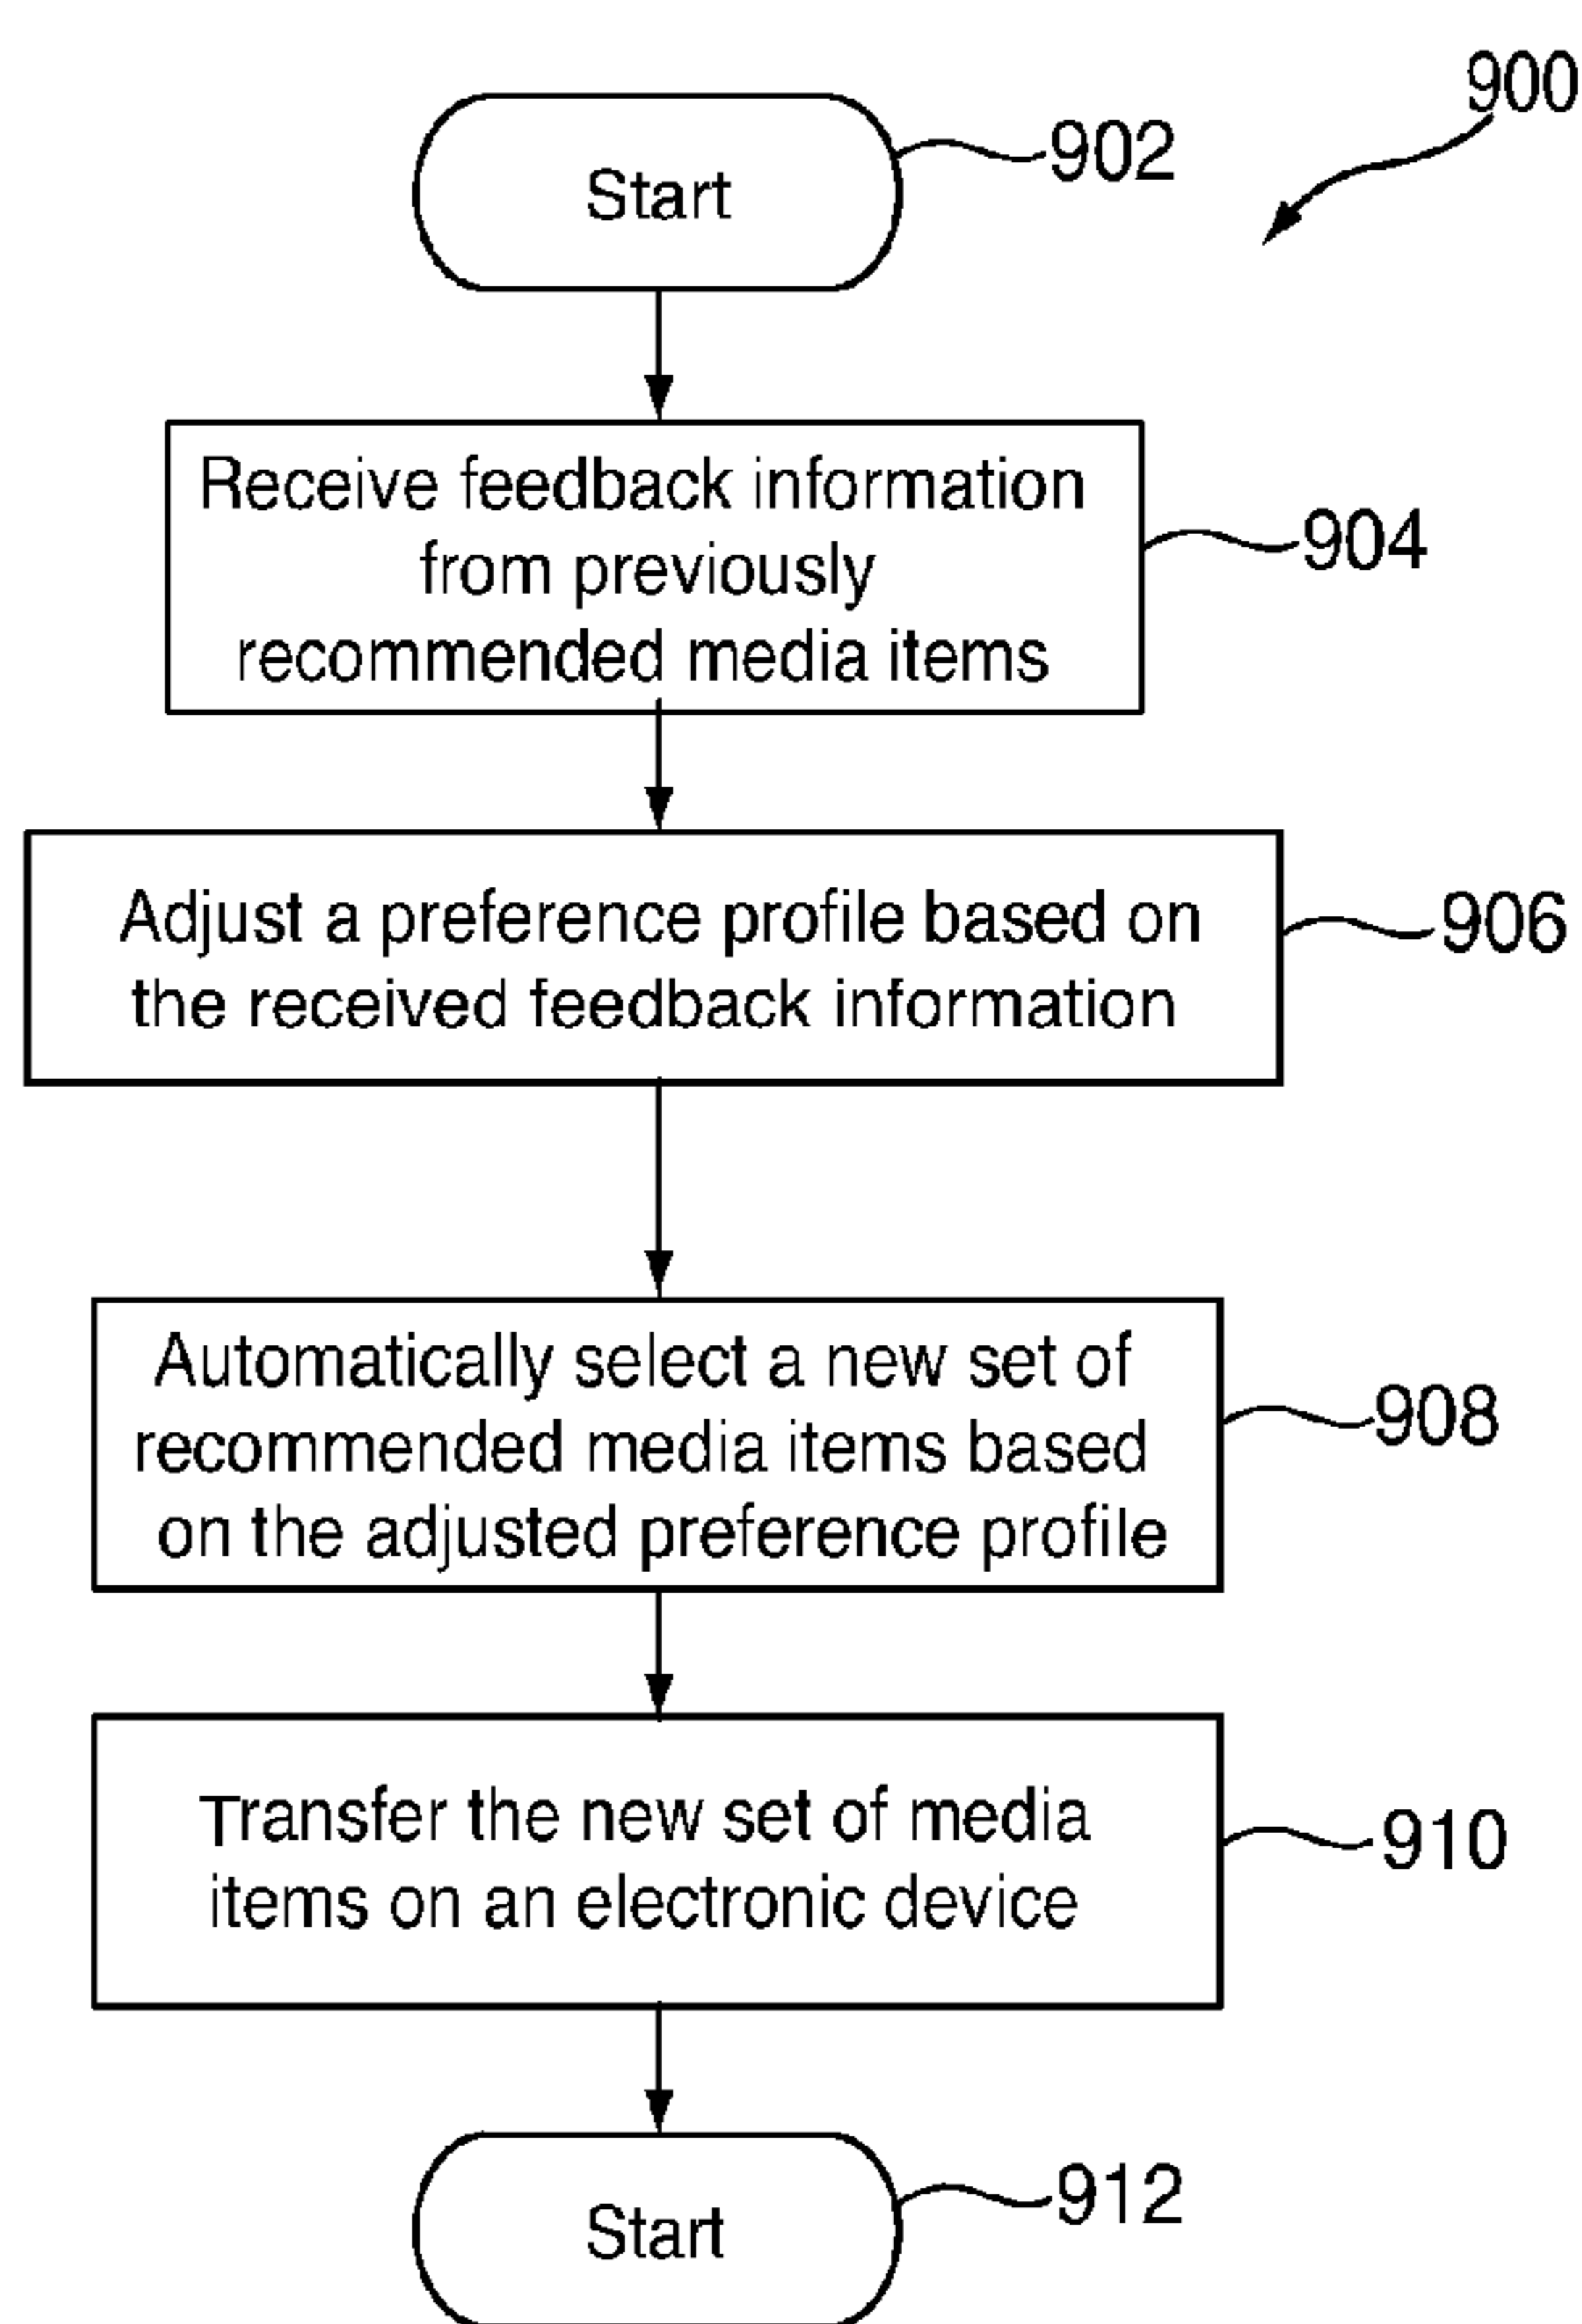 900
Start
902
Receive feedback information
from previously
recommended media items
904
Adjust a preference profile based on
the received feedback information
906
Automatically select a new set of
recommended media items based
on the adjusted preference profile
908
Transfer the new set of media
items on an electronic device
910
Start
912